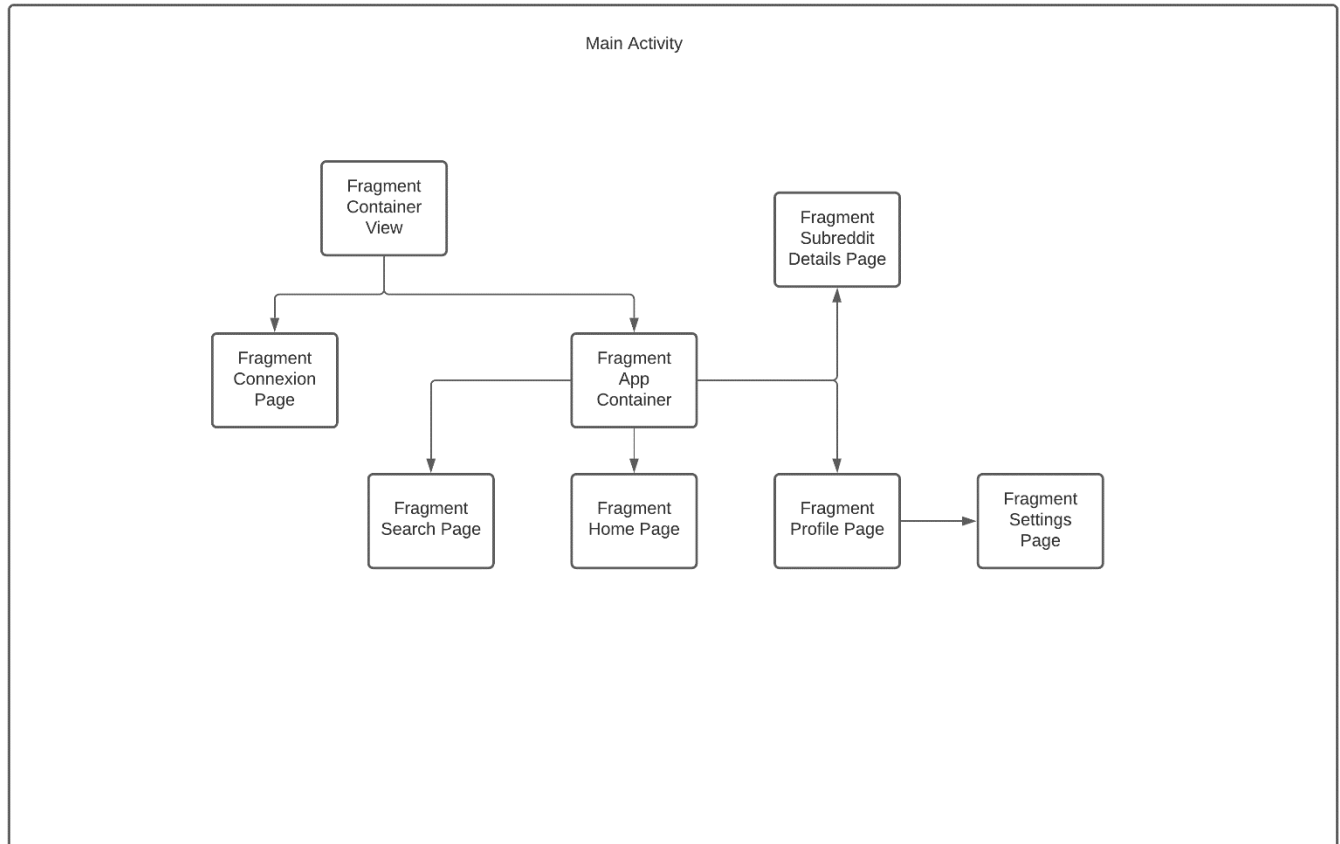 Main Activity
Fragment
Container
View
Fragment
Subreddit
Details Page
Fragment
Connexion
Page
Fragment
App
Container
Fragment
Search Page
Fragment
Home Page
Fragment
Profile Page
Fragment
Settings
Page